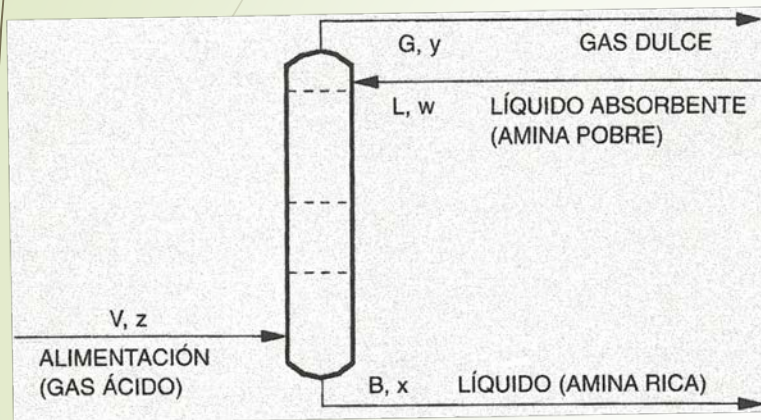 G, y
GAS DULCE
L, w
LÍQUIDO ABSORBENTE
(AMINA POBRE)
V, z
ALIMENTACIÓN
(GAS ÁCIDO)
B, x
LÍQUIDO (AMINA RICA)